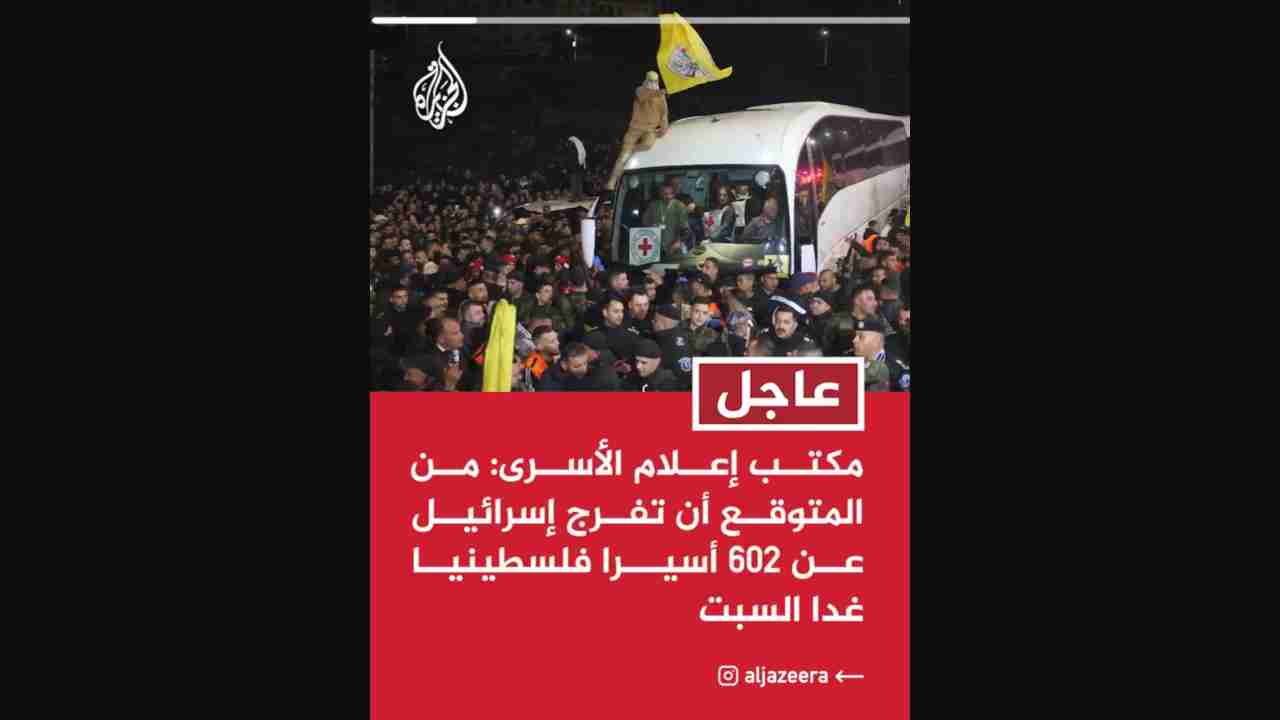 الجزيرة
عاجل
مكتب إعلام الأسرى: من
المتوقع أن تفرج إسرائيل
عن 602 أسيرا فلسطينيا
غدا السبت
aljazeera